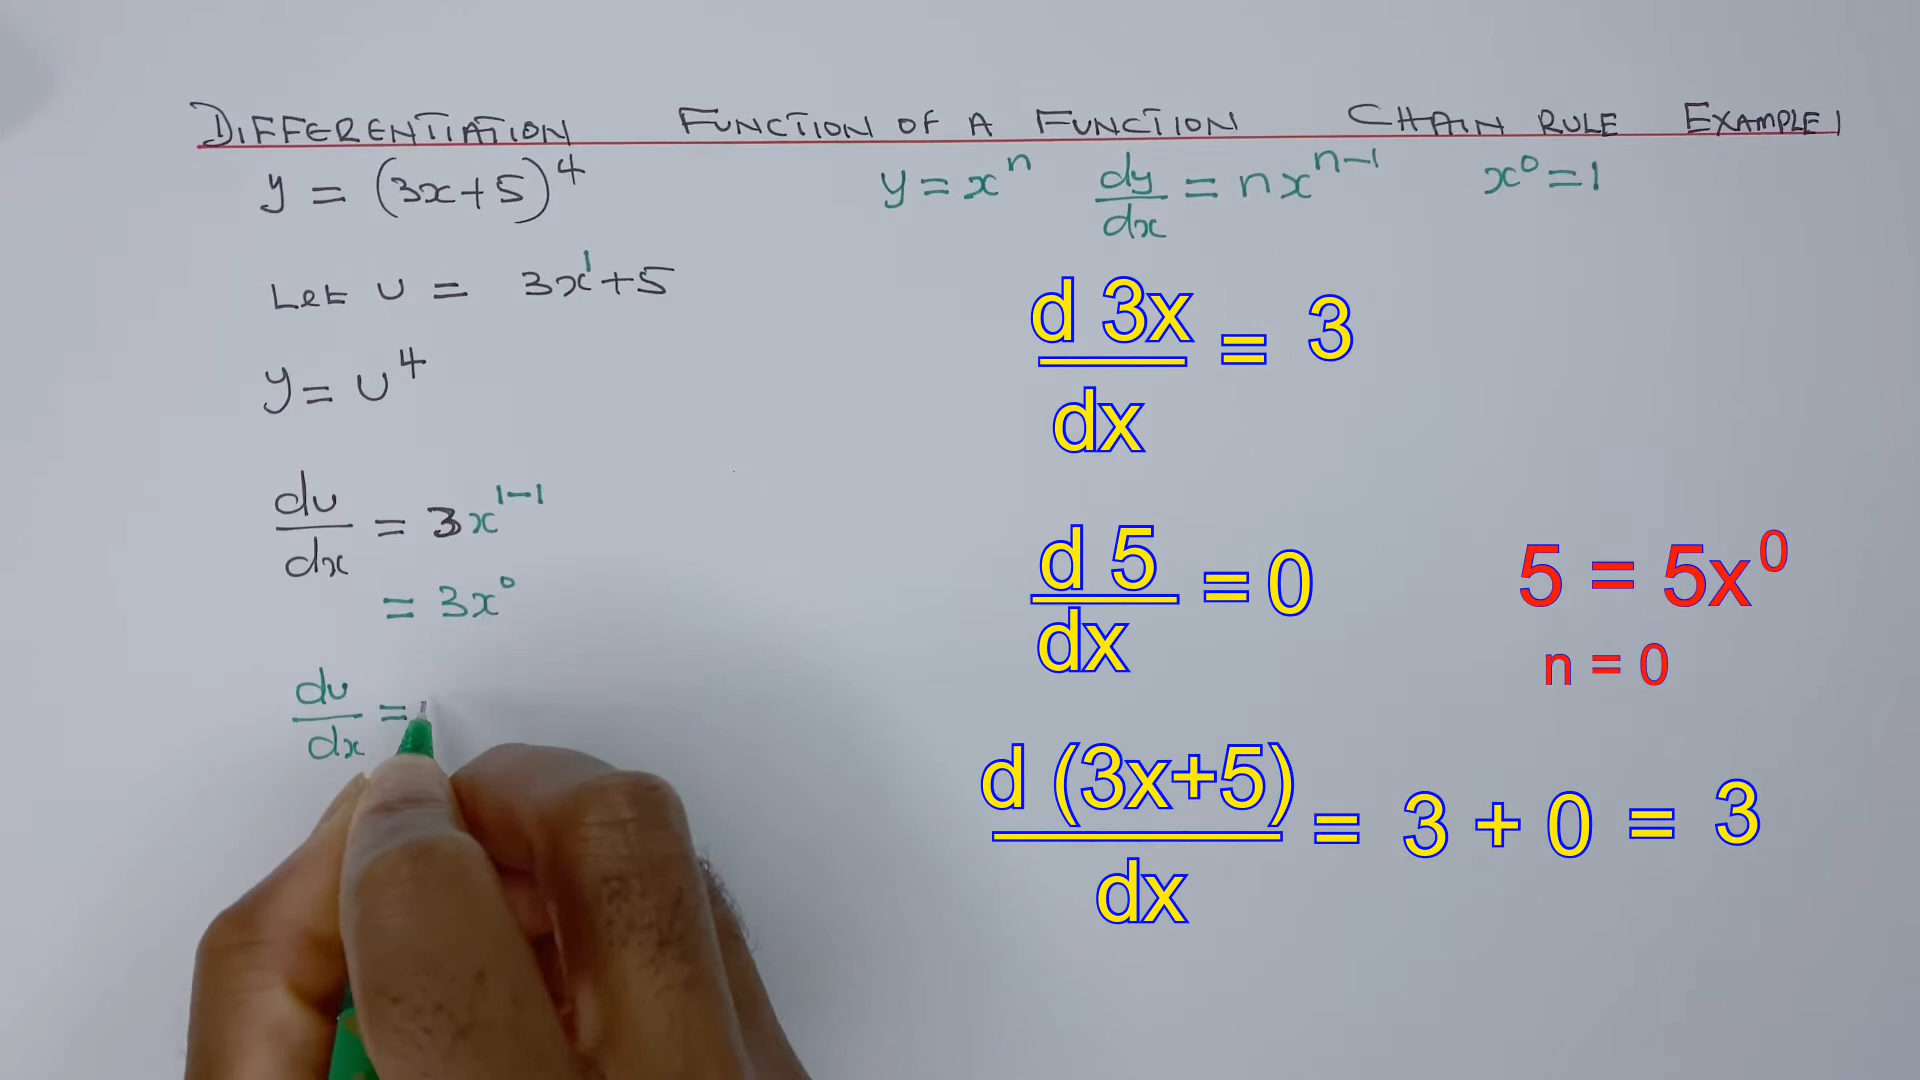 DIFFERENTIATION FUNCTION OF A FUNCTION CHAIN RULE EXAMPLE 1
y = (3x+5)⁴
y = xⁿ dy/dx = nxⁿ⁻¹ x⁰ = 1
Let u = 3x¹+5
y = u⁴
du/dx = 3x¹⁻¹
= 3x⁰
du/dx =
d 3x/dx = 3
d 5/dx = 0
5 = 5x⁰
n = 0
d (3x+5)/dx = 3 + 0 = 3